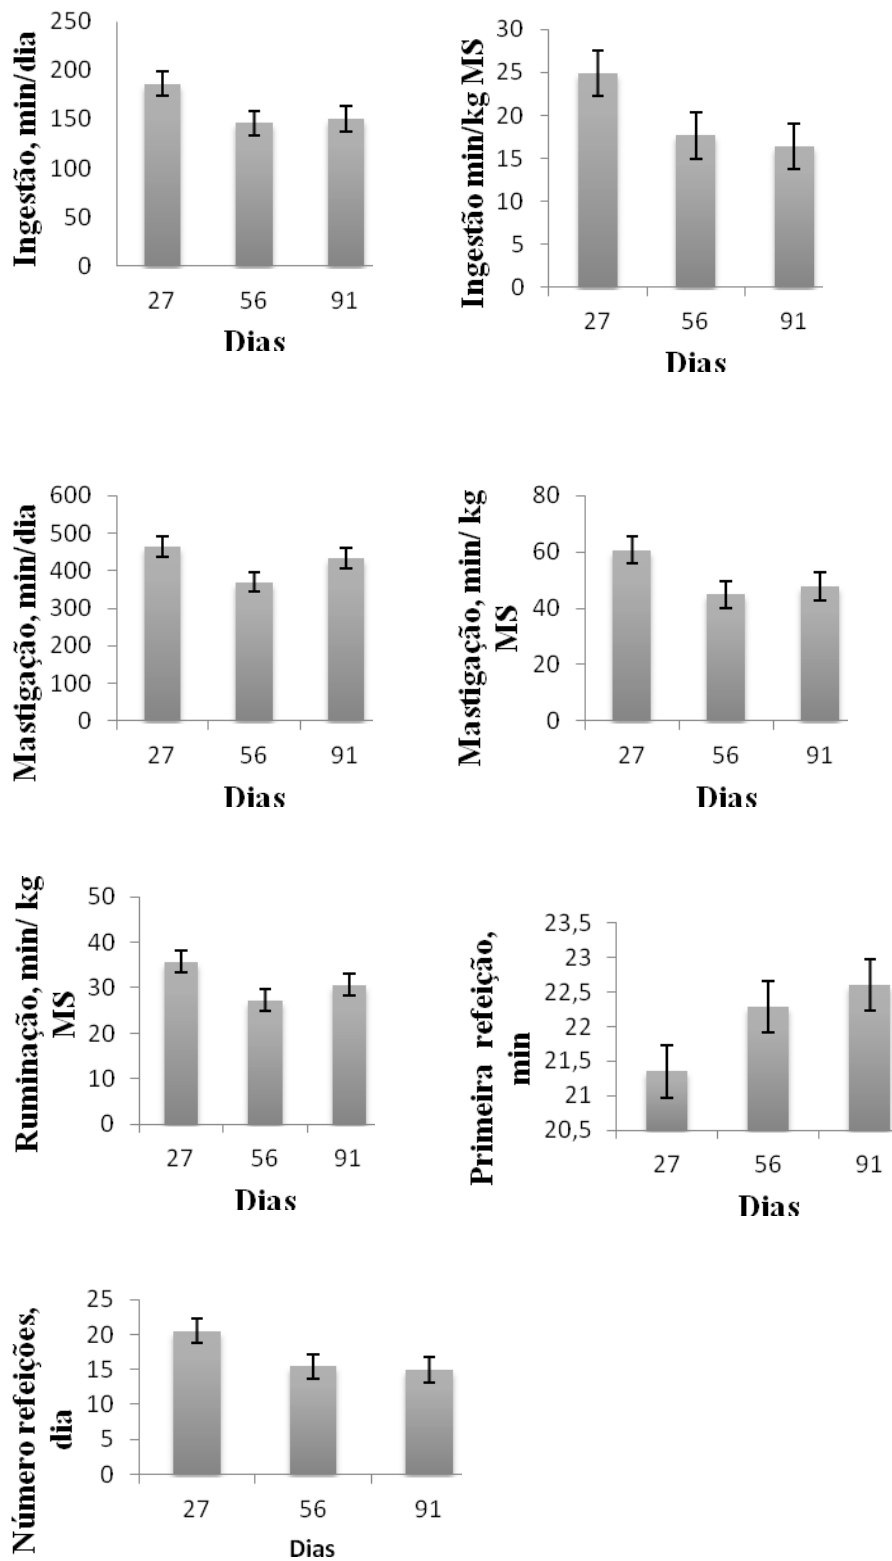 Ingestão, min/dia
250
200
150
100
50
0
27 56 91
Dias
Ingestão min/kg MS
30
25
20
15
10
5
0
27 56 91
Dias
Mastigação, min/dia
600
500
400
300
200
100
0
27 56 91
Dias
Mastigação, min/ kg
MS
80
60
40
20
0
27 56 91
Dias
Ruminação, min/ kg
MS
50
40
30
20
10
0
27 56 91
Dias
Primeira refeição,
min
23,5
23
22,5
22
21,5
21
20,5
27 56 91
Dias
Número refeições,
dia
25
20
15
10
5
0
27 56 91
Dias